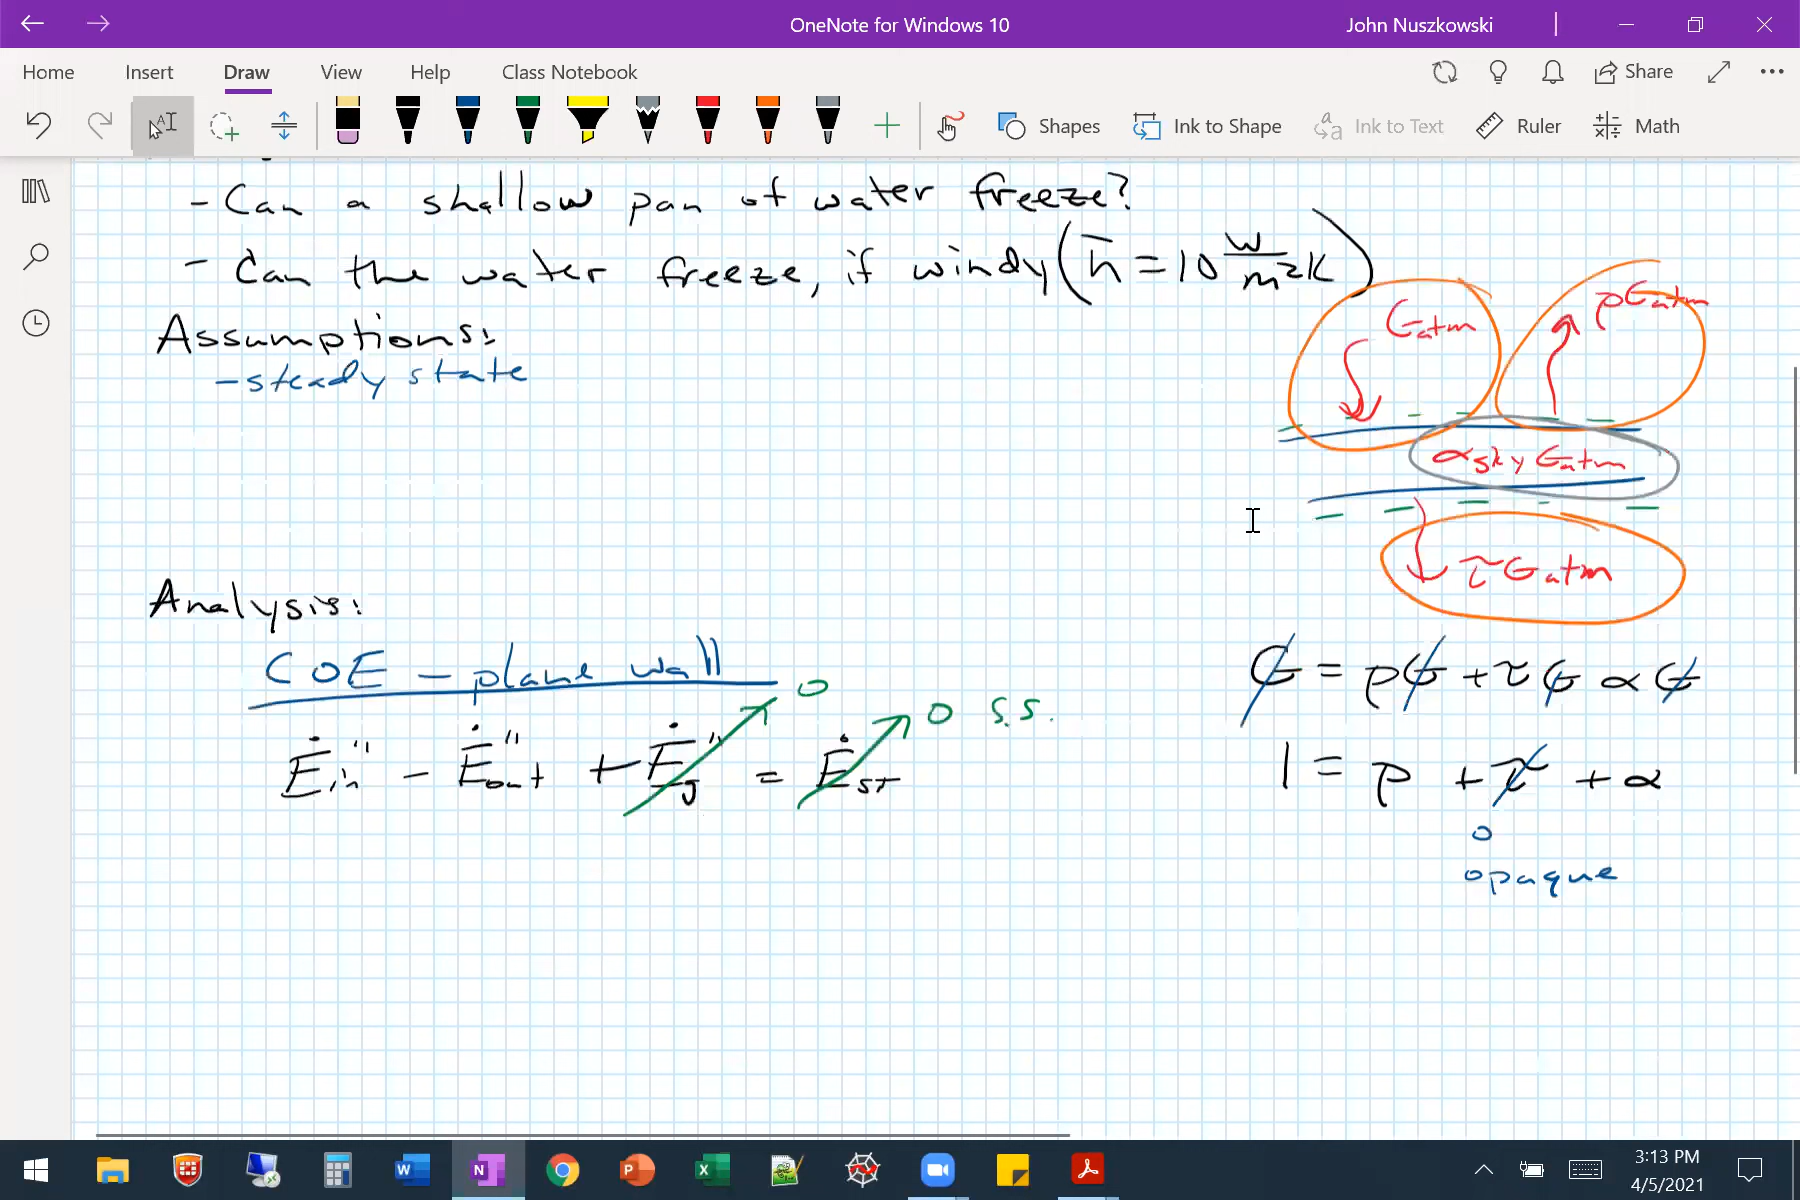 OneNote for Windows 10
John Nuszkowski
Home Insert Draw View Help Class Notebook
Share
Shapes Ink to Shape Ink to Text Ruler Math
- Can a shallow pan of water freeze?
- Can the water freeze, if windy (h̄ = 10 W/m²K)
Assumptions:
- steady state
Gatm
ρGatm
αsky Gatm
τGatm
Analysis:
COE - plane wall
Ėin'' - Ėout'' + Ėg'' = ĖST
0
0 S.S.
G = ρG + τG αG
1 = ρ + τ + α
0
opaque
3:13 PM
4/5/2021